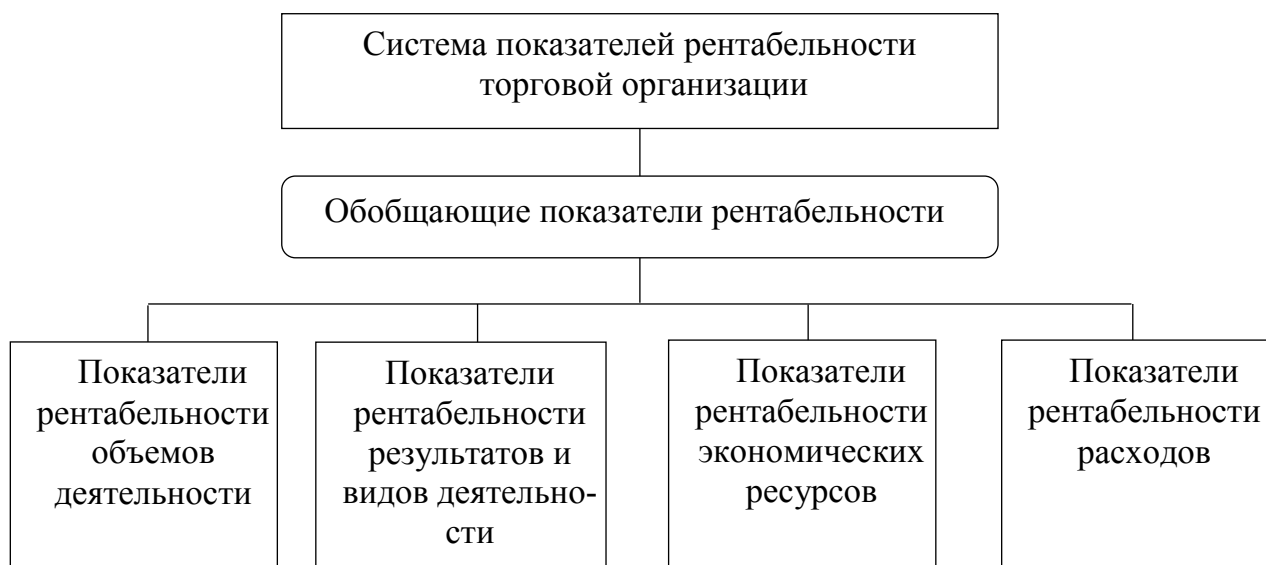 Система показателей рентабельности
торговой организации
Обобщающие показатели рентабельности
Показатели
рентабельности
объемов
деятельности
Показатели
рентабельности
результатов и
видов деятельно-
сти
Показатели
рентабельности
экономических
ресурсов
Показатели
рентабельности
расходов